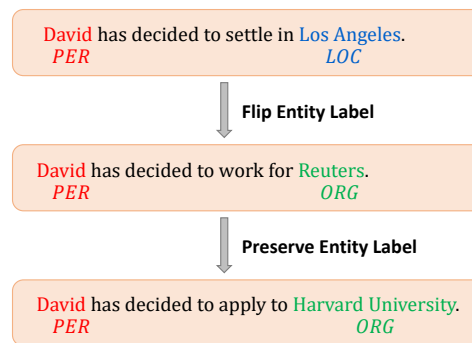 David has decided to settle in Los Angeles.
PER LOC
Flip Entity Label
David has decided to work for Reuters.
PER ORG
Preserve Entity Label
David has decided to apply to Harvard University.
PER ORG